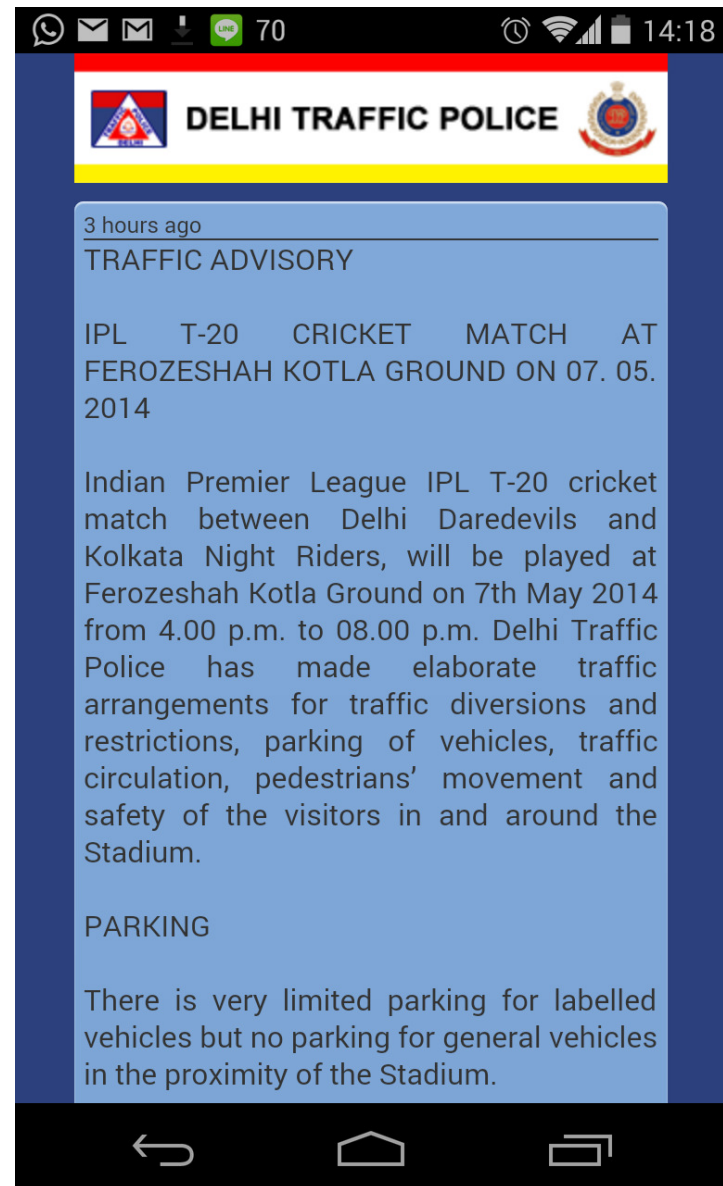 LINE 70 14:18
DELHI TRAFFIC POLICE
3 hours ago
TRAFFIC ADVISORY
IPL T-20 CRICKET MATCH AT
FEROZESHAH KOTLA GROUND ON 07. 05.
2014
Indian Premier League IPL T-20 cricket
match between Delhi Daredevils and
Kolkata Night Riders, will be played at
Ferozeshah Kotla Ground on 7th May 2014
from 4.00 p.m. to 08.00 p.m. Delhi Traffic
Police has made elaborate traffic
arrangements for traffic diversions and
restrictions, parking of vehicles, traffic
circulation, pedestrians’ movement and
safety of the visitors in and around the
Stadium.
PARKING
There is very limited parking for labelled
vehicles but no parking for general vehicles
in the proximity of the Stadium.